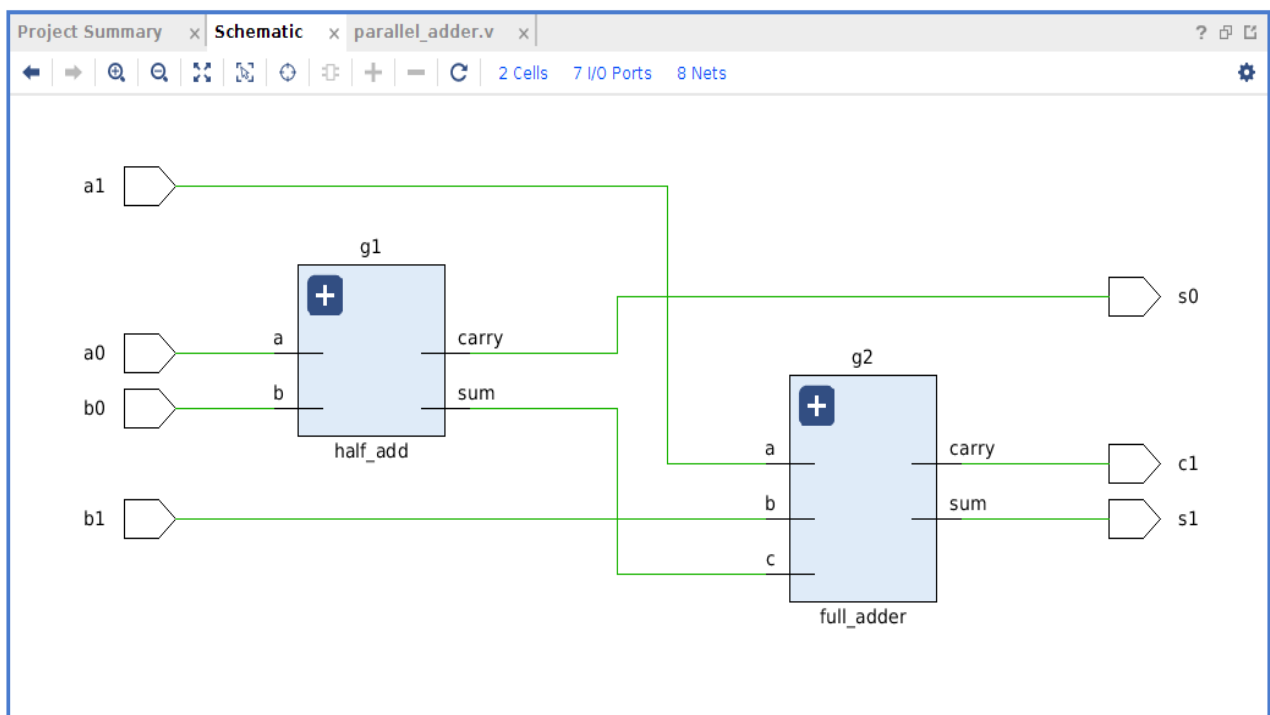 Project Summary x Schematic x parallel_adder.v x ?
2 Cells 7 I/O Ports 8 Nets
a1
g1
s0
a carry
a0
g2
b sum
b0
half_add
a carry
c1
b1
b sum
s1
c
full_adder